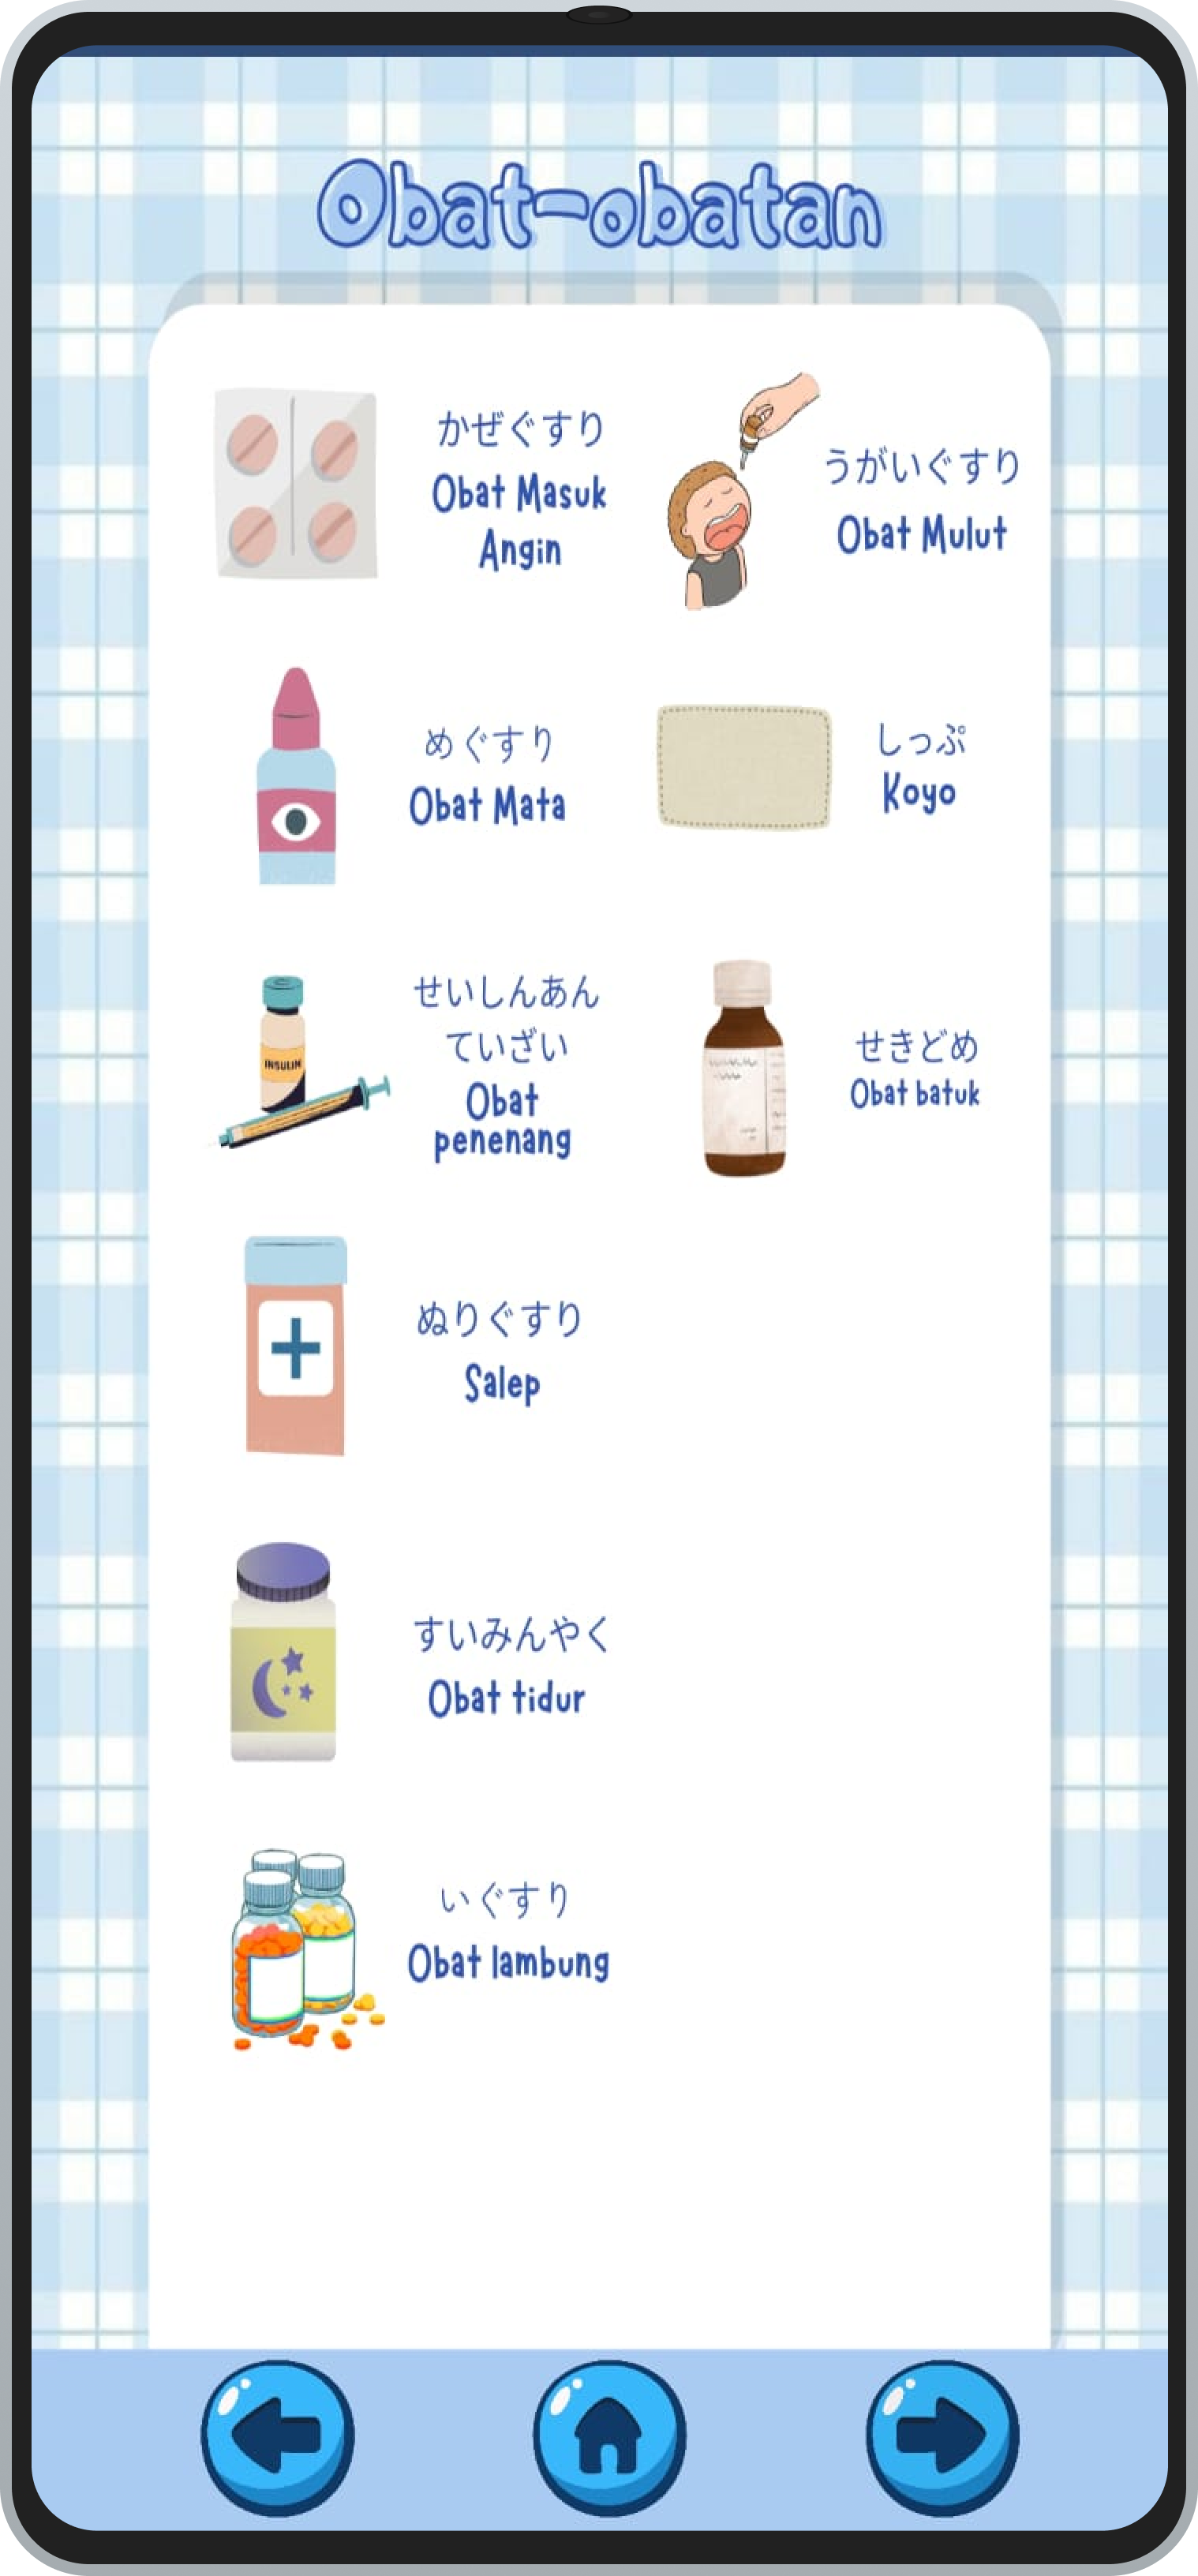 Obat-obatan
かぜぐすり
Obat Masuk
Angin
うがいぐすり
Obat Mulut
めぐすり
Obat Mata
しっぷ
Koyo
INSULIN
せいしんあん
ていざい
Obat
penenang
せきどめ
Obat batuk
ぬりぐすり
Salep
すいみんやく
Obat tidur
いぐすり
Obat lambung